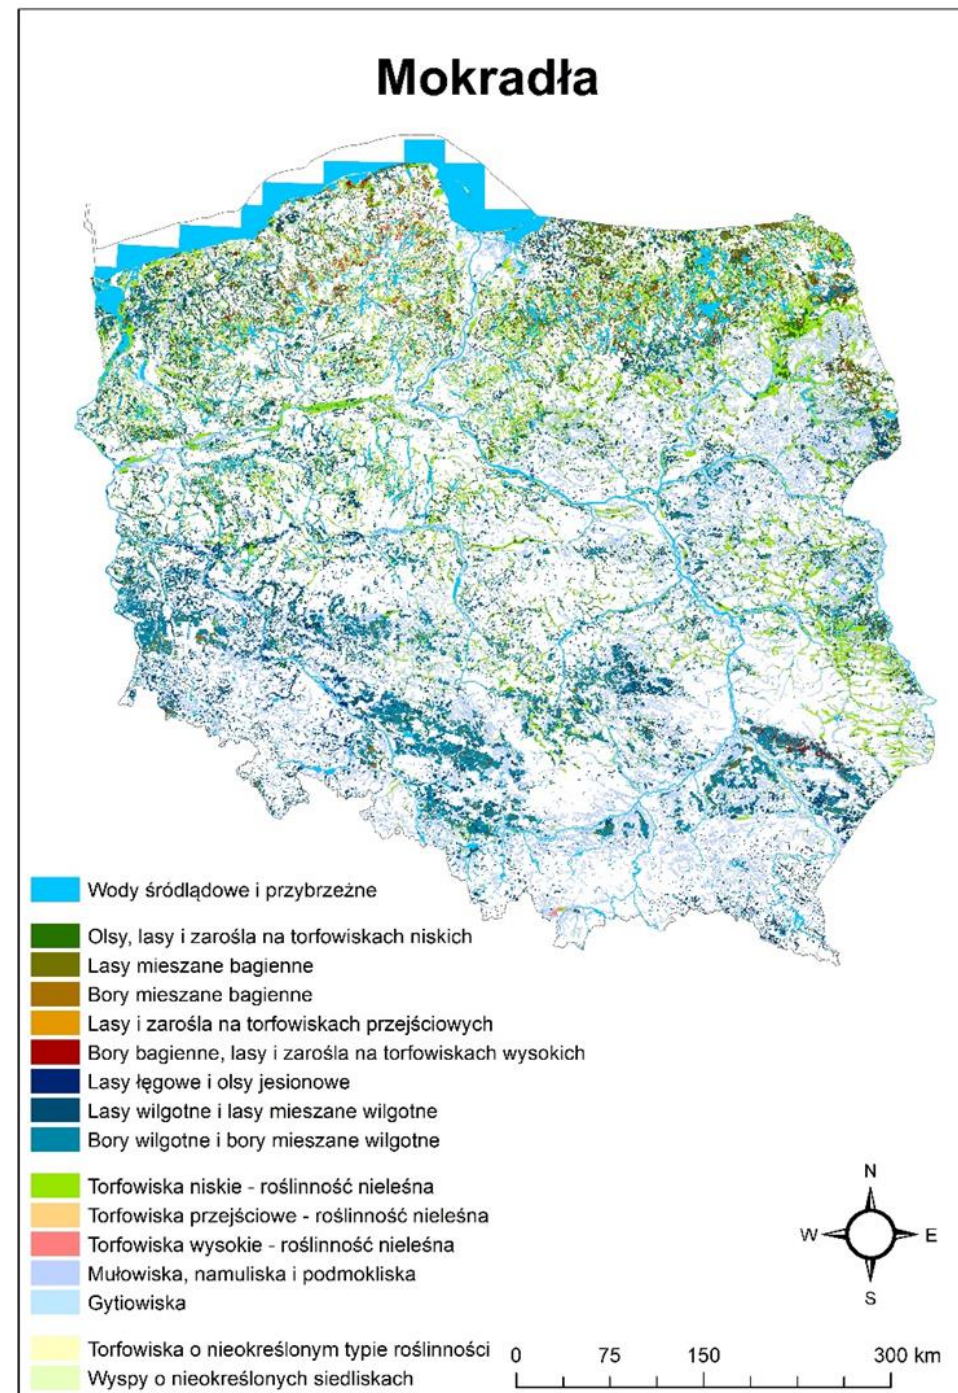 Mokradła
Wody śródlądowe i przybrzeżne
Olsy, lasy i zarośla na torfowiskach niskich
Lasy mieszane bagienne
Bory mieszane bagienne
Lasy i zarośla na torfowiskach przejściowych
Bory bagienne, lasy i zarośla na torfowiskach wysokich
Lasy łęgowe i olsy jesionowe
Lasy wilgotne i lasy mieszane wilgotne
Bory wilgotne i bory mieszane wilgotne
Torfowiska niskie - roślinność nieleśna
Torfowiska przejściowe - roślinność nieleśna
Torfowiska wysokie - roślinność nieleśna
Mułowiska, namuliska i podmokliska
Gytiowiska
Torfowiska o nieokreślonym typie roślinności
Wyspy o nieokreślonych siedliskach
N
W E
S
0 75 150 300 km